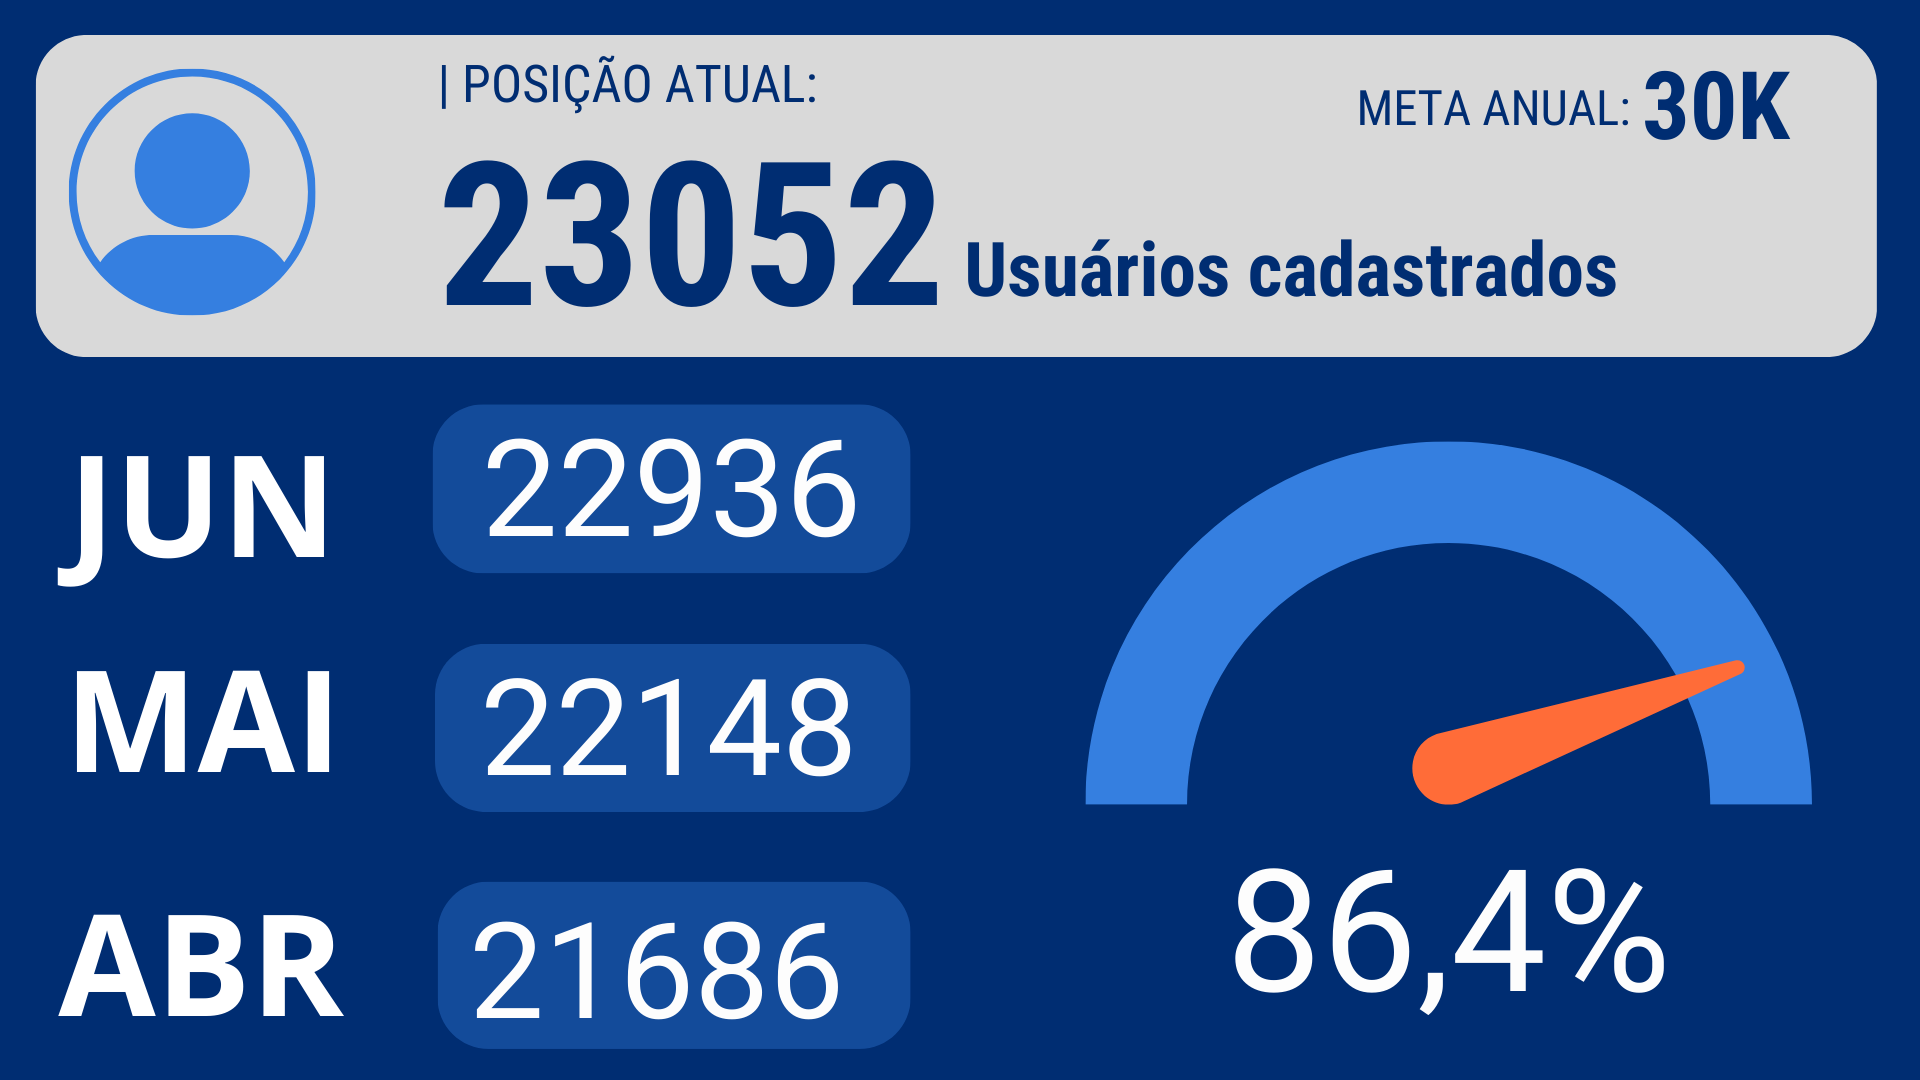 | POSIÇÃO ATUAL:
META ANUAL: 30K
23052 Usuários cadastrados
JUN 22936
MAI 22148
ABR 21686
86,4%